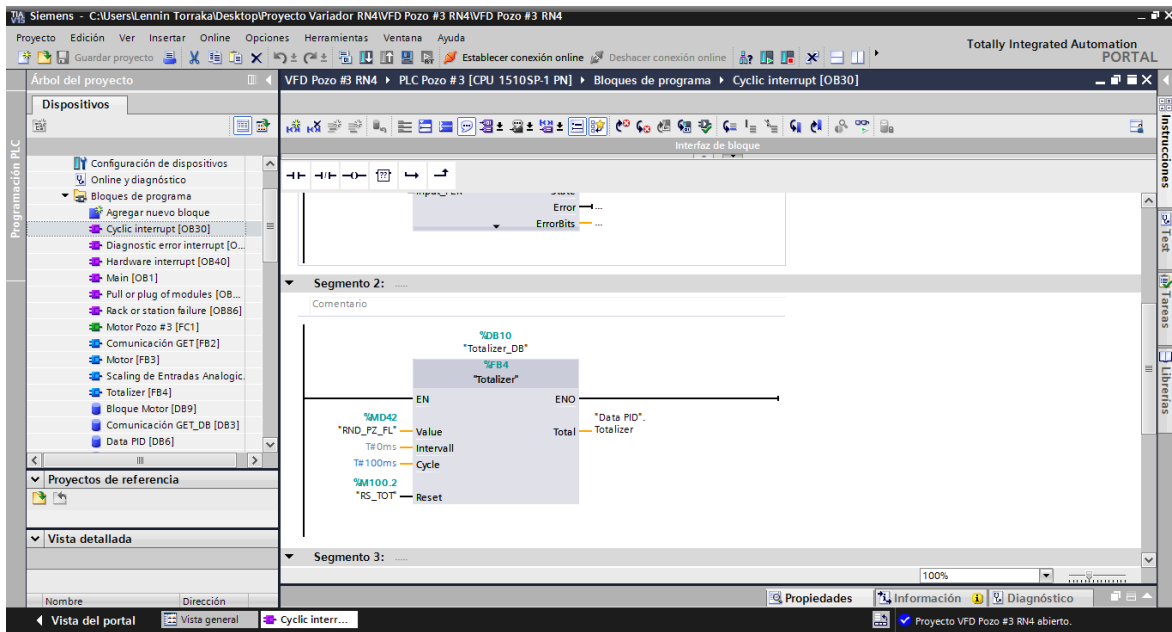 Siemens - C:\Users\Lennin Torraka\Desktop\Proyecto Variador RN4\VFD Pozo #3 RN4\VFD Pozo #3 RN4
Proyecto Edición Ver Insertar Online Opciones Herramientas Ventana Ayuda
Totally Integrated Automation
PORTAL
Guardar proyecto Establecer conexión online Deshacer conexión online
Árbol del proyecto
VFD Pozo #3 RN4 PLC Pozo #3 [CPU 1510SP-1 PN] Bloques de programa Cyclic interrupt [OB30]
Dispositivos
Programación PLC
Configuración de dispositivos
Online y diagnóstico
Bloques de programa
Agregar nuevo bloque
Cyclic interrupt [OB30]
Diagnostic error interrupt [O...
Hardware interrupt [OB40]
Main [OB1]
Pull or plug of modules [OB...
Rack or station failure [OB86]
Motor Pozo #3 [FC1]
Comunicación GET [FB2]
Motor [FB3]
Scaling de Entradas Analogic.
Totalizer [FB4]
Bloque Motor [DB9]
Comunicación GET_DB [DB3]
Data PID [DB6]
Proyectos de referencia
Vista detallada
Nombre Dirección
Interfaz de bloque
Error ...
ErrorBits ...
Segmento 2: .....
Comentario
%DB10
"Totalizer_DB"
%FB4
"Totalizer"
EN ENO
%MD42
"RND_PZ_FL" Value
"Data PID".
Total Totalizer
T#0ms Intervall
T#100ms Cycle
%M100.2
"RS_TOT" Reset
Segmento 3: .....
100%
Propiedades Información Diagnóstico
Instrucciones
Test
Tareas
Librerías
Vista del portal Vista general Cyclic interr... Proyecto VFD Pozo #3 RN4 abierto.